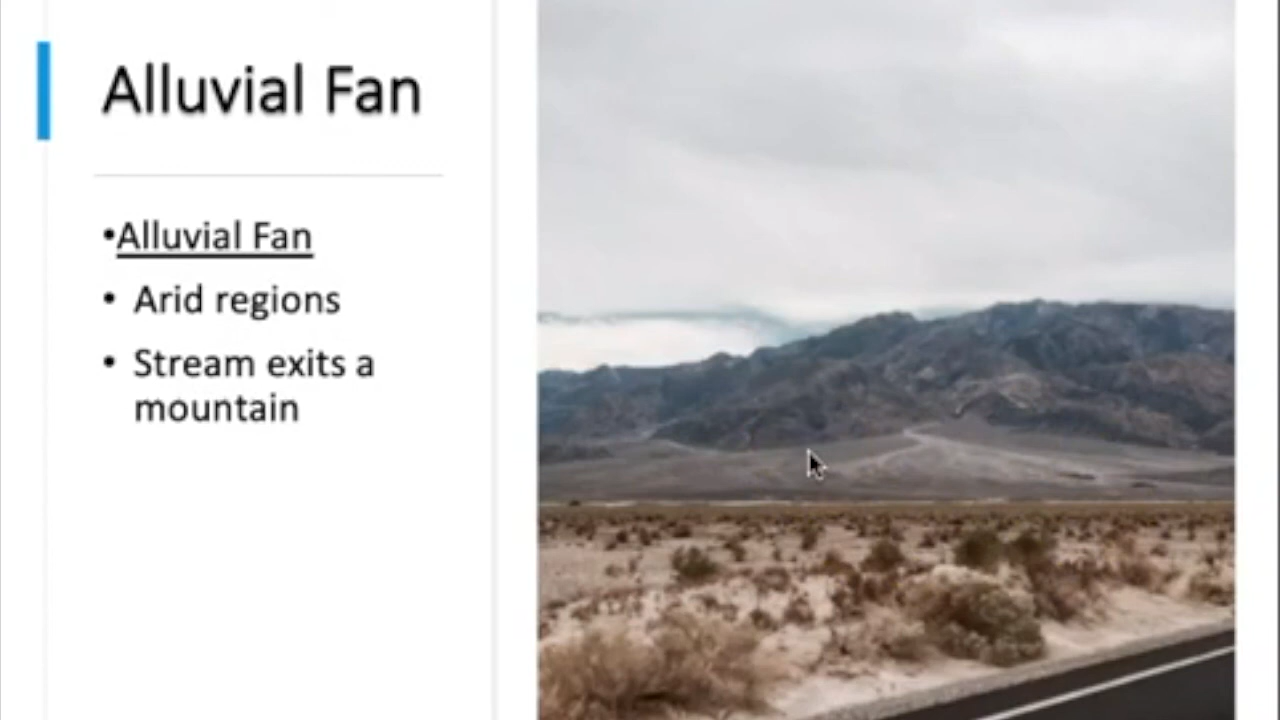 Alluvial Fan
•Alluvial Fan
• Arid regions
• Stream exits a
mountain